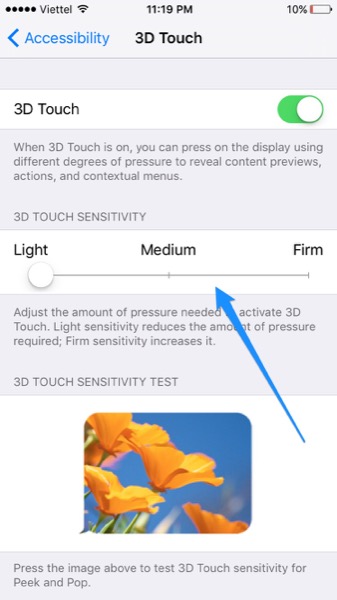 Viettel 11:19 PM 10%
Accessibility 3D Touch
3D Touch
When 3D Touch is on, you can press on the display using
different degrees of pressure to reveal content previews,
actions, and contextual menus.
3D TOUCH SENSITIVITY
Light Medium Firm
Adjust the amount of pressure needed to activate 3D
Touch. Light sensitivity reduces the amount of pressure
required; Firm sensitivity increases it.
3D TOUCH SENSITIVITY TEST
Press the image above to test 3D Touch sensitivity for
Peek and Pop.